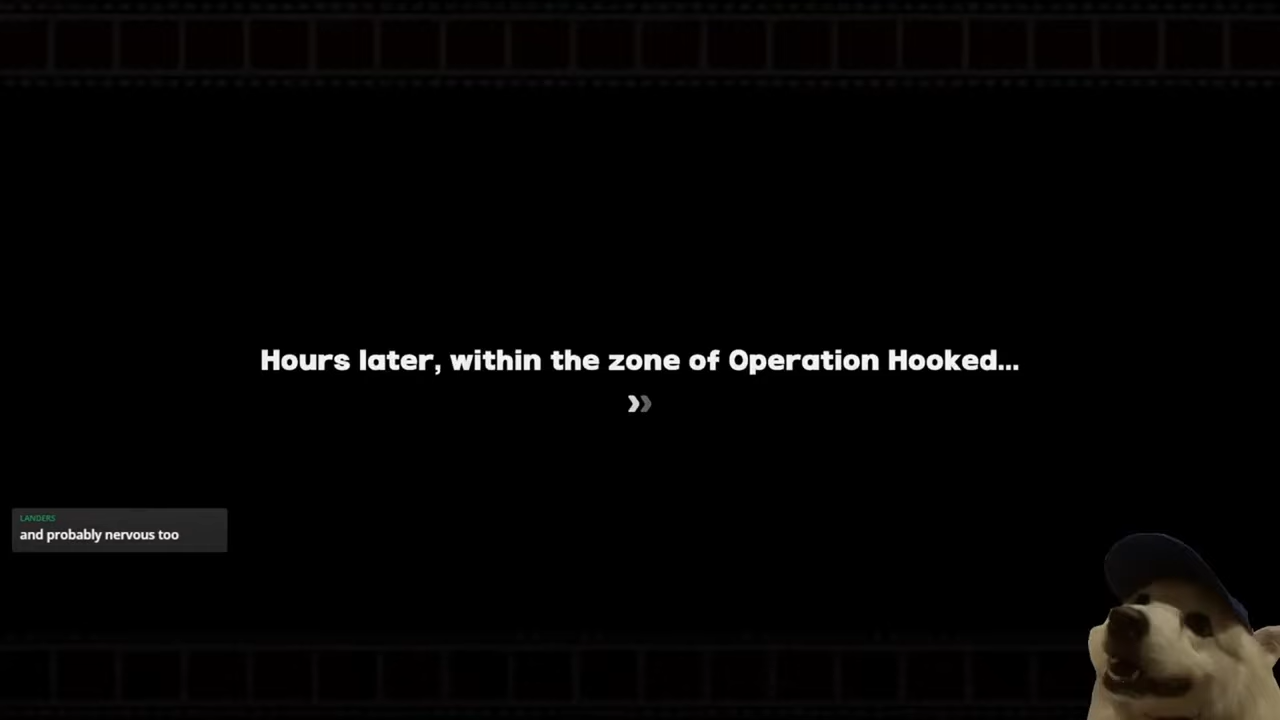 Hours later, within the zone of Operation Hooked...
LANDERS
and probably nervous too